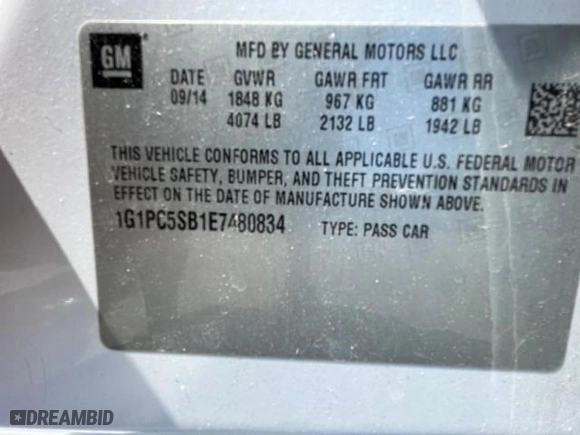 GM
MFD BY GENERAL MOTORS LLC
DATE GVWR GAWR FRT GAWR RR
09/14 1848 KG 967 KG 881 KG
4074 LB 2132 LB 1942 LB
THIS VEHICLE CONFORMS TO ALL APPLICABLE U.S. FEDERAL MOTOR
VEHICLE SAFETY, BUMPER, AND THEFT PREVENTION STANDARDS IN
EFFECT ON THE DATE OF MANUFACTURE SHOWN ABOVE.
1G1PC5SB1E7480834 TYPE: PASS CAR
DREAMBID